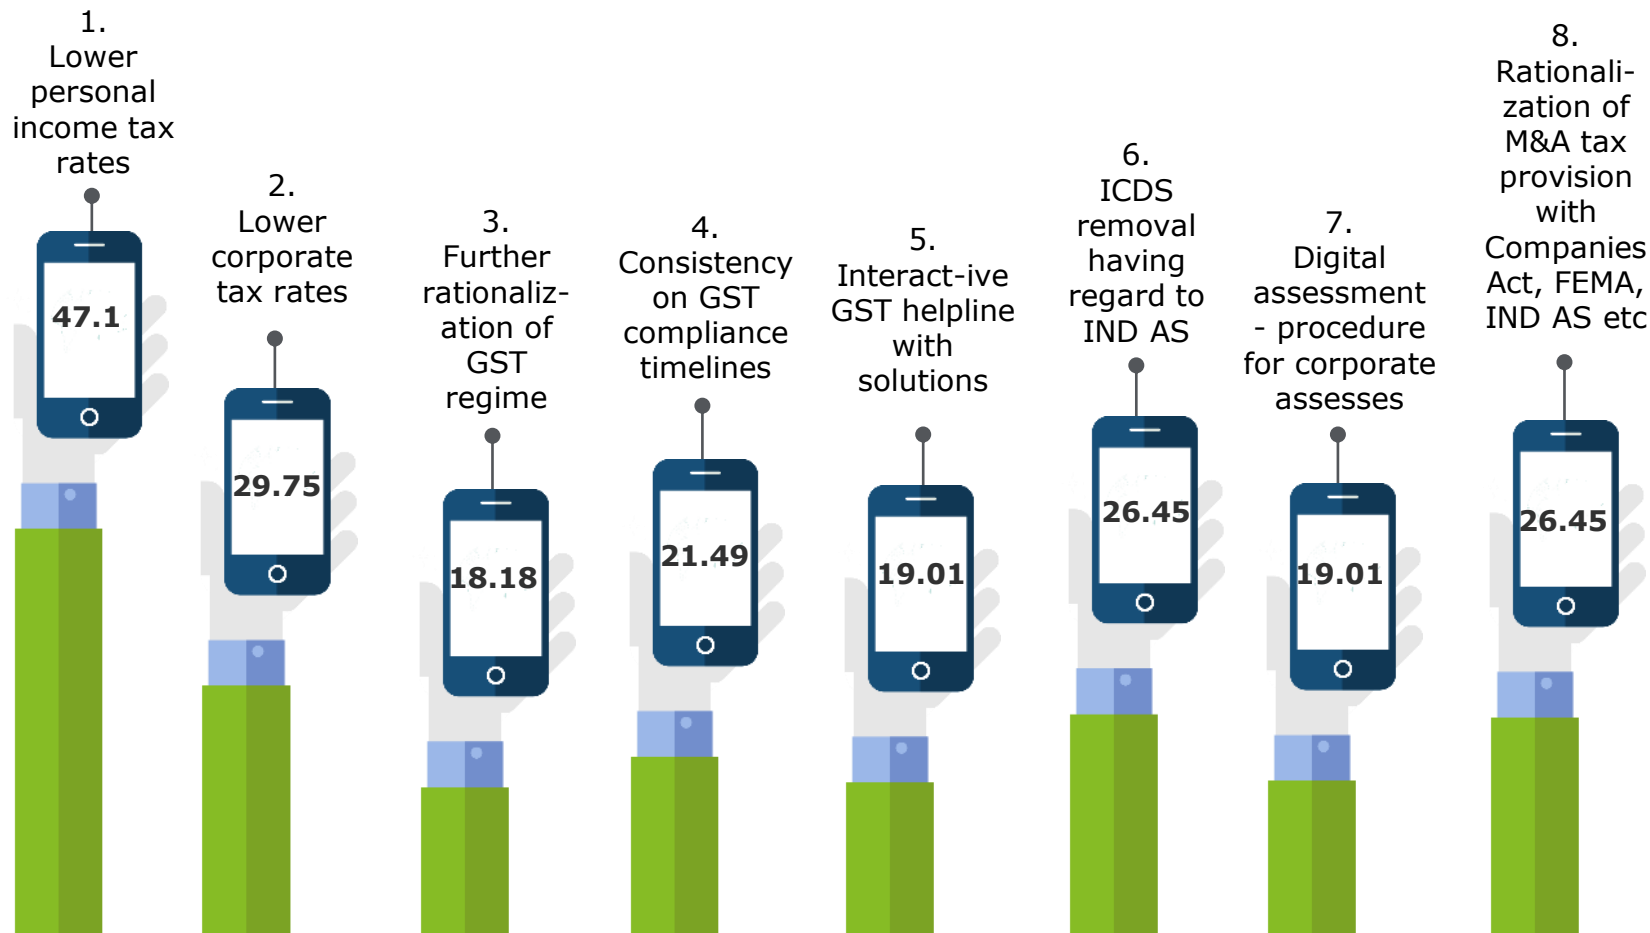 1.
Lower
personal
income tax
rates
47.1
2.
Lower
corporate
tax rates
29.75
3.
Further
rationaliz-
ation of
GST
regime
18.18
4.
Consistency
on GST
compliance
timelines
21.49
5.
Interact-ive
GST helpline
with
solutions
19.01
6.
ICDS
removal
having
regard to
IND AS
26.45
7.
Digital
assessment
- procedure
for corporate
assesses
19.01
8.
Rationali-
zation of
M&A tax
provision
with
Companies
Act, FEMA,
IND AS etc
26.45